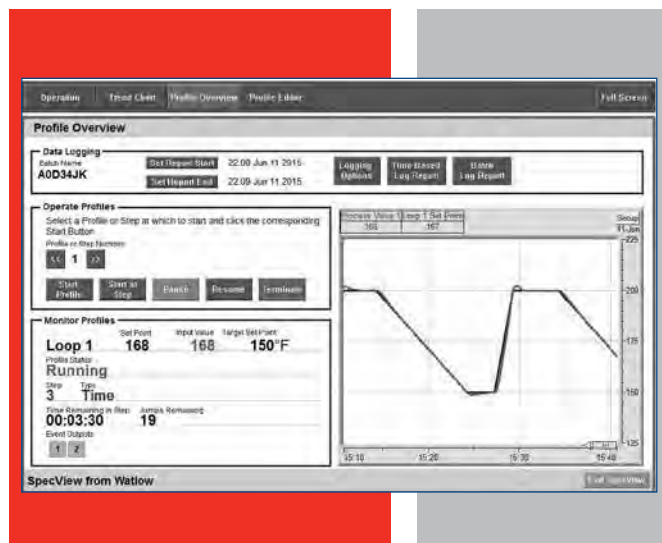 Operation Trend Chart Profile Overview Profile Editor Full Screen
Profile Overview
Data Logging
Batch Name
A0D34JK
Set Report Start 22:00 Jun 11 2015
Set Report End 22:09 Jun 11 2015
Logging Options
Time Based Log Report
Batch Log Report
Operate Profiles
Select a Profile or Step at which to start and click the corresponding
Start Button
Profile or Step Number
<< 1 >>
Start Profile
Start at Step
Pause Resume Terminate
Monitor Profiles
Set Point Input Value Target Set Point
Loop 1 168 168 150°F
Profile Status
Running
Step Type
3 Time
Time Remaining in Step Jumps Remaining
00:03:30 19
Event Outputs
1 2
Process Value 1 Loop 1 Set Point
168 167
Setup
11-Jun
225
200
175
150
125
15:10 15:20 15:30 15:40
SpecView from Watlow
Exit SpecView